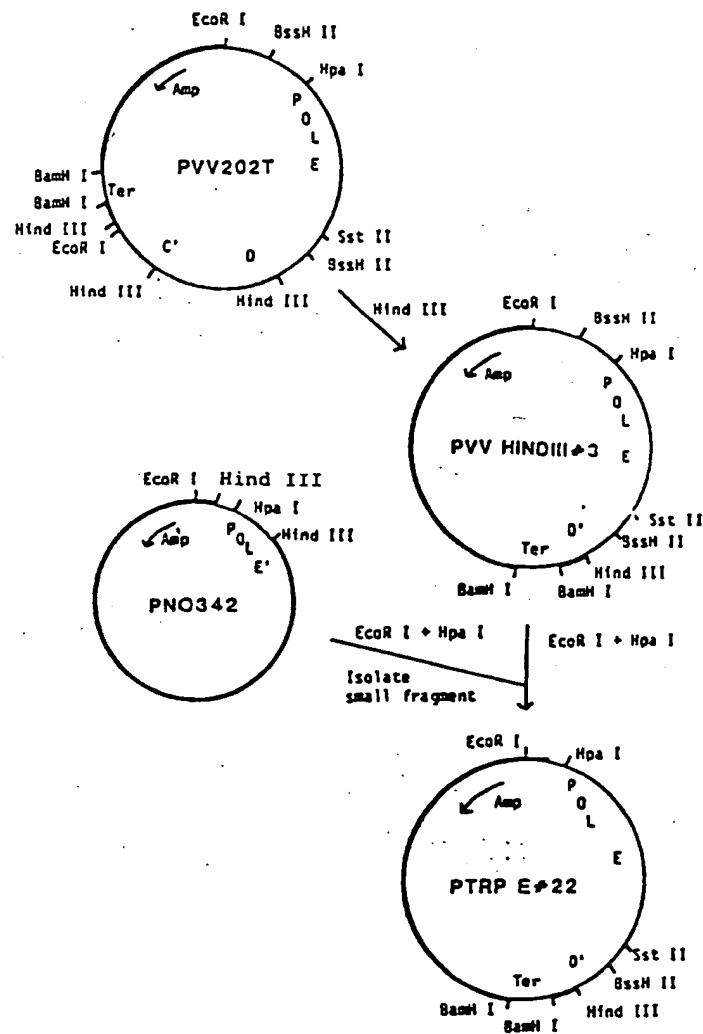 EcoR I
BssH II
Hpa I
Amp
P
O
L
E
PVV202T
BamH I
Ter
BamH I
Hind III
EcoR I
C'
D
Sst II
BssH II
Hind III
Hind III
Hind III
EcoR I
BssH II
Hpa I
Amp
P
O
L
E
PVV HINDIII#3
Sst II
BssH II
D'
Ter
Hind III
BamH I
BamH I
EcoR I
Hind III
Hpa I
Hind III
Amp
P
O
L
E'
PNO342
EcoR I + Hpa I
EcoR I + Hpa I
Isolate
small fragment
EcoR I
Hpa I
Amp
P
O
L
E
PTRP E#22
Sst II
D'
BssH II
Ter
Hind III
BamH I
BamH I